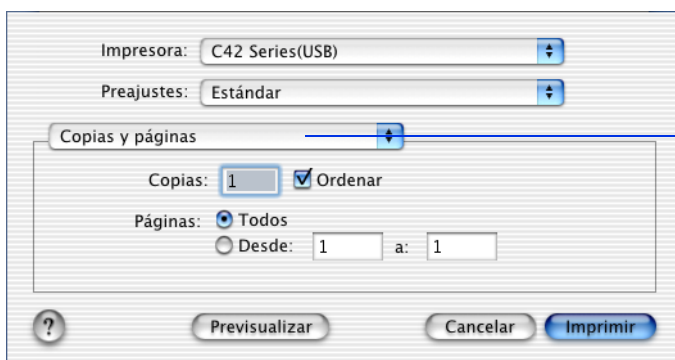 Impresora: C42 Series(USB)
Preajustes: Estándar
Copias y páginas
Copias: 1 Ordenar
Páginas: Todos
Desde: 1 a: 1
? Previsualizar Cancelar Imprimir